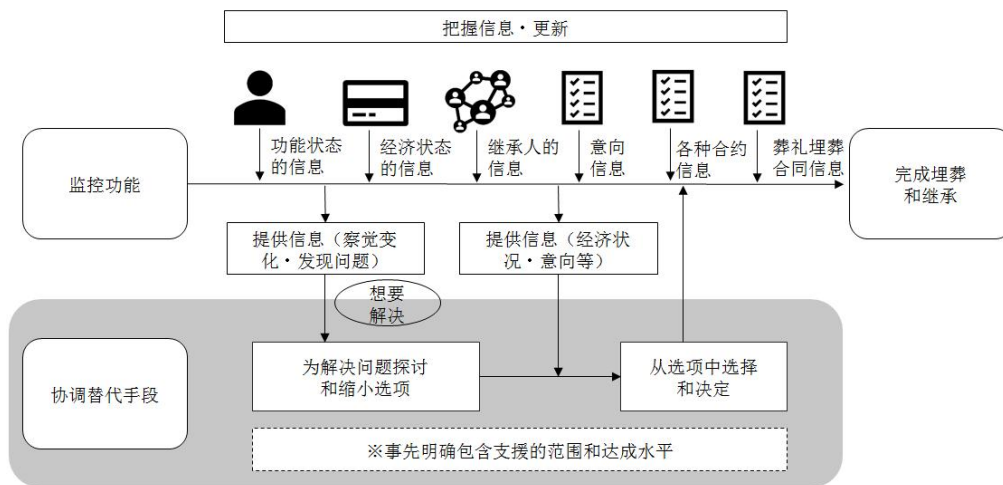 把握信息·更新
功能状态
的信息
经济状态
的信息
继承人的
信息
意向
信息
各种合约
信息
葬礼埋葬
合同信息
监控功能
完成埋葬
和继承
提供信息（察觉变
化·发现问题）
提供信息（经济状
况·意向等）
想要
解决
协调替代手段
为解决问题探讨
和缩小选项
从选项中选择
和决定
※事先明确包含支援的范围和达成水平